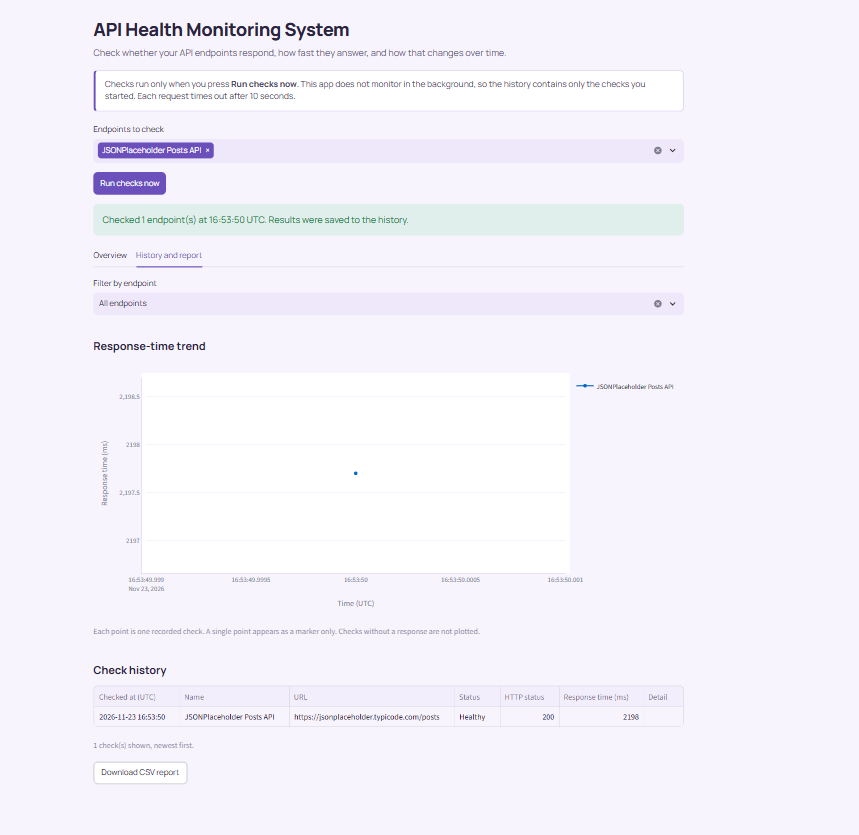 API Health Monitoring System
Check whether your API endpoints respond, how fast they answer, and how that changes over time.
Checks run only when you press Run checks now. This app does not monitor in the background, so the history contains only the checks you
started. Each request times out after 10 seconds.
Endpoints to check
JSONPlaceholder Posts API ×
Run checks now
Checked 1 endpoint(s) at 16:53:50 UTC. Results were saved to the history.
Overview History and report
Filter by endpoint
All endpoints
Response-time trend
JSONPlaceholder Posts API
Response time (ms)
2,198.5
2198
2,197.5
2197
16:53:49.999 16:53:49.9995 16:53:50 16:53:50.0005 16:53:50.001
Nov 23, 2026
Time (UTC)
Each point is one recorded check. A single point appears as a marker only. Checks without a response are not plotted.
Check history
Checked at (UTC) Name URL Status HTTP status Response time (ms) Detail
2026-11-23 16:53:50 JSONPlaceholder Posts API https://jsonplaceholder.typicode.com/posts Healthy 200 2198
1 check(s) shown, newest first.
Download CSV report